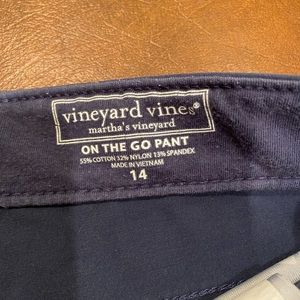 vineyard vines®
martha's vineyard
ON THE GO PANT
55% COTTON 32% NYLON 13% SPANDEX
MADE IN VIETNAM
14